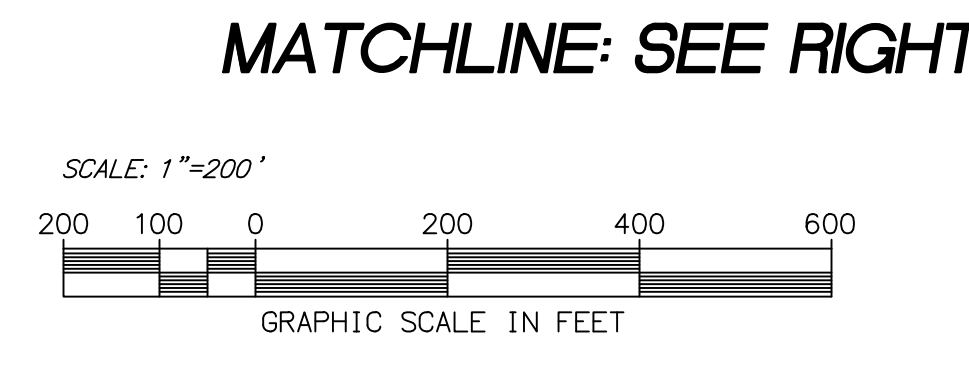 MATCHLINE: SEE RIGHT
SCALE: 1"=200'
200 100 0 200 400 600
GRAPHIC SCALE IN FEET